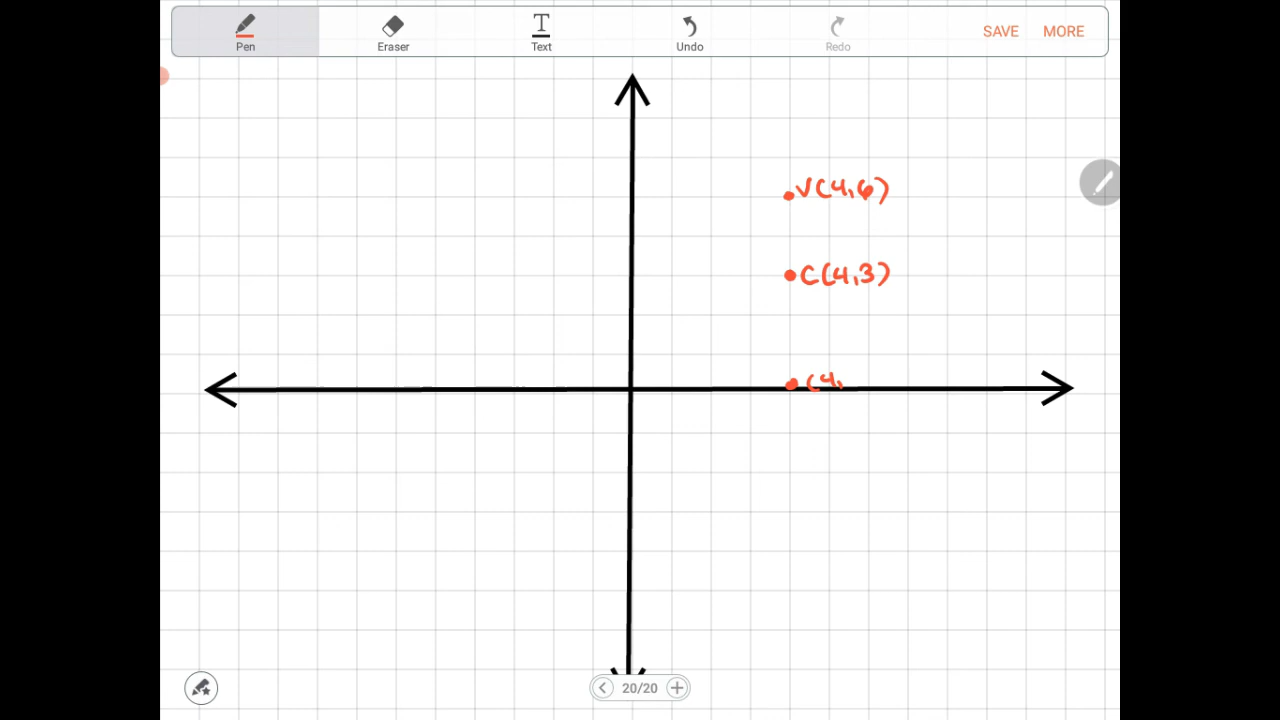 Pen Eraser Text Undo Redo SAVE MORE
V(4,6)
C(4,3)
(4,
20/20